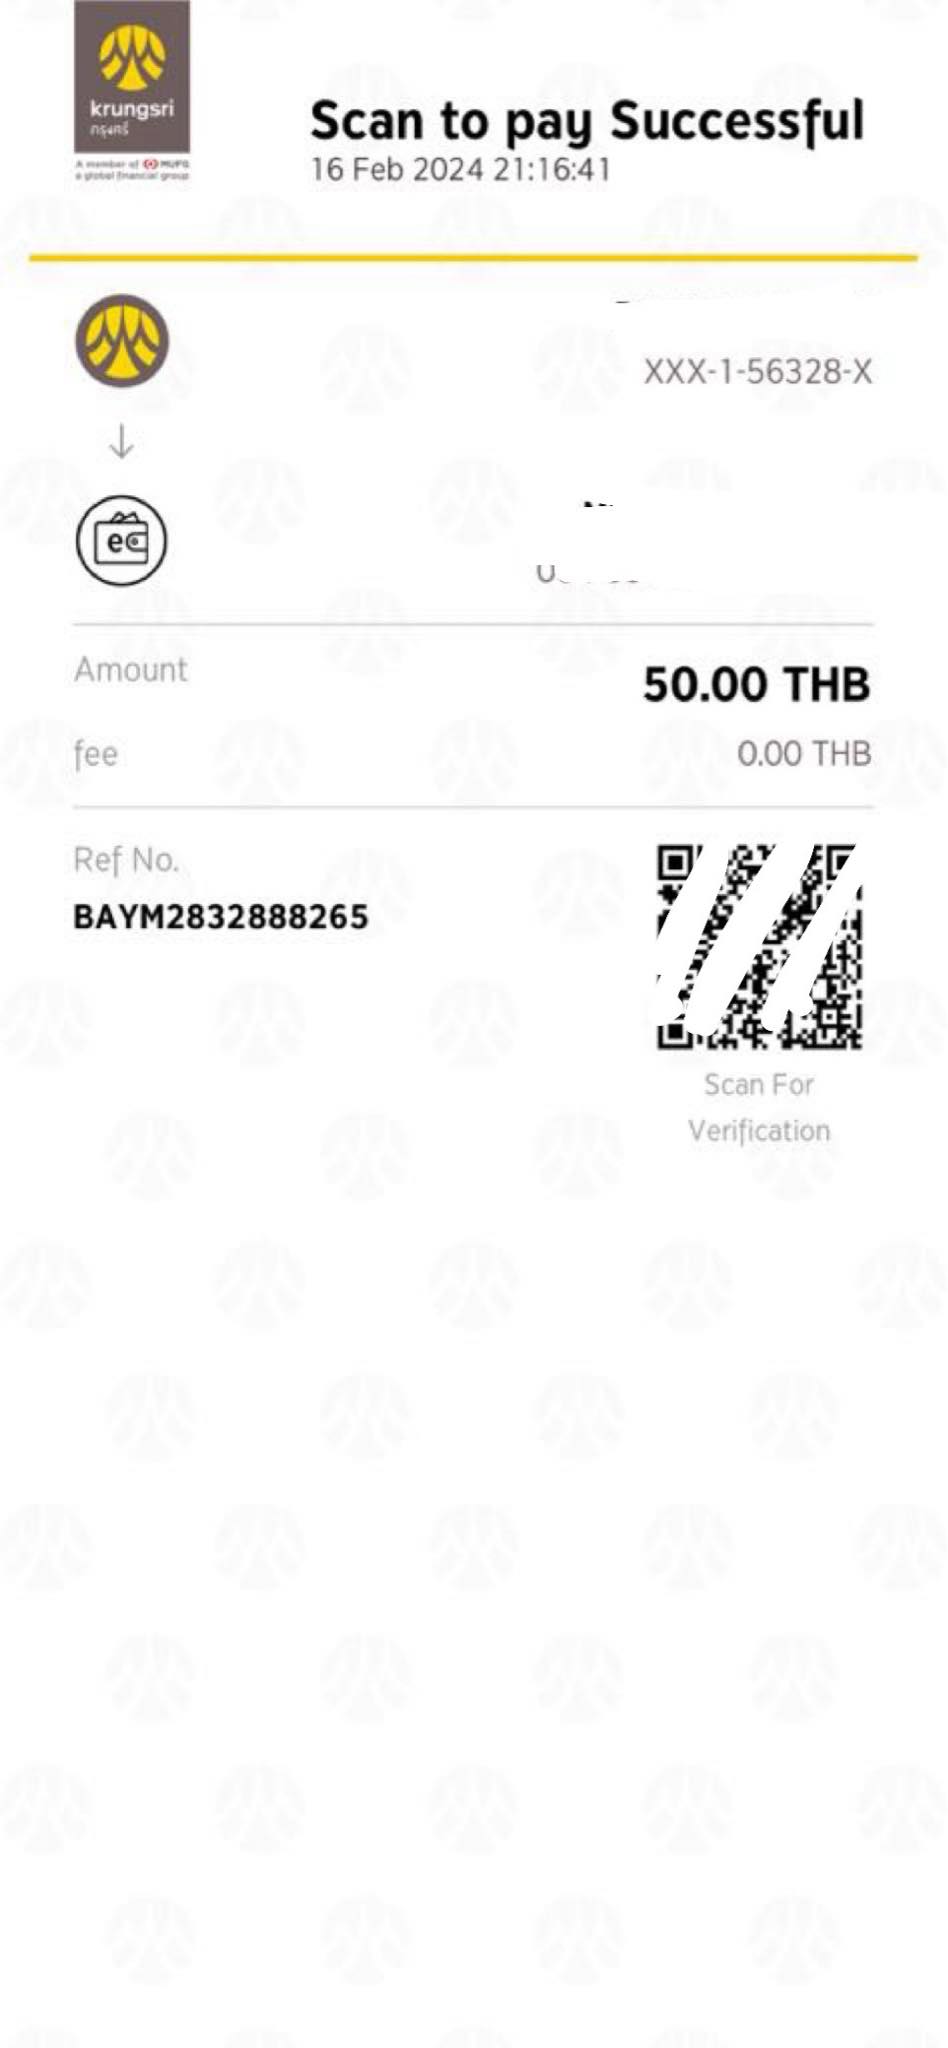 krungsri
กรุงศรี
A member of MUFG
a global financial group
Scan to pay Successful
16 Feb 2024 21:16:41
XXX-1-56328-X
e
Amount
50.00 THB
fee
0.00 THB
Ref No.
BAYM2832888265
Scan For
Verification